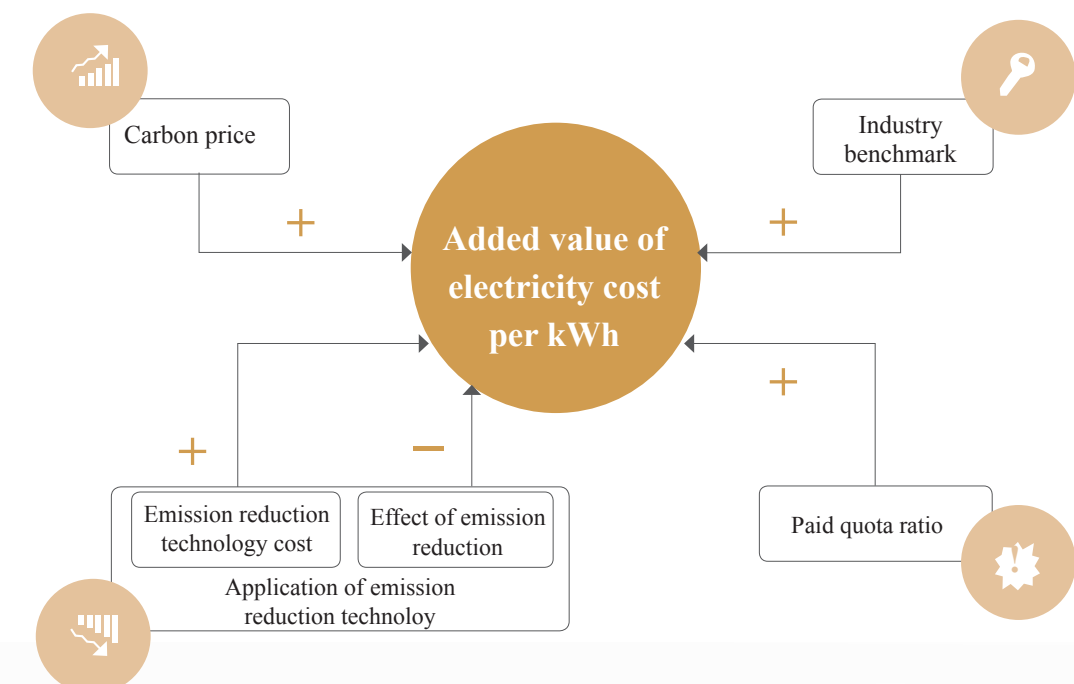 Carbon price
Industry
benchmark
Added value of
electricity cost
per kWh
+
+
+
−
+
Emission reduction
technology cost
Effect of emission
reduction
Application of emission
reduction technoloy
Paid quota ratio